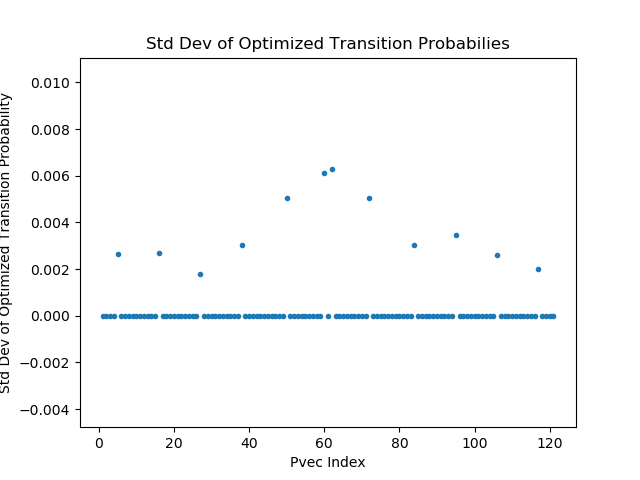 Std Dev of Optimized Transition Probabilies
Std Dev of Optimized Transition Probability
0.010
0.008
0.006
0.004
0.002
0.000
−0.002
−0.004
0 20 40 60 80 100 120
Pvec Index